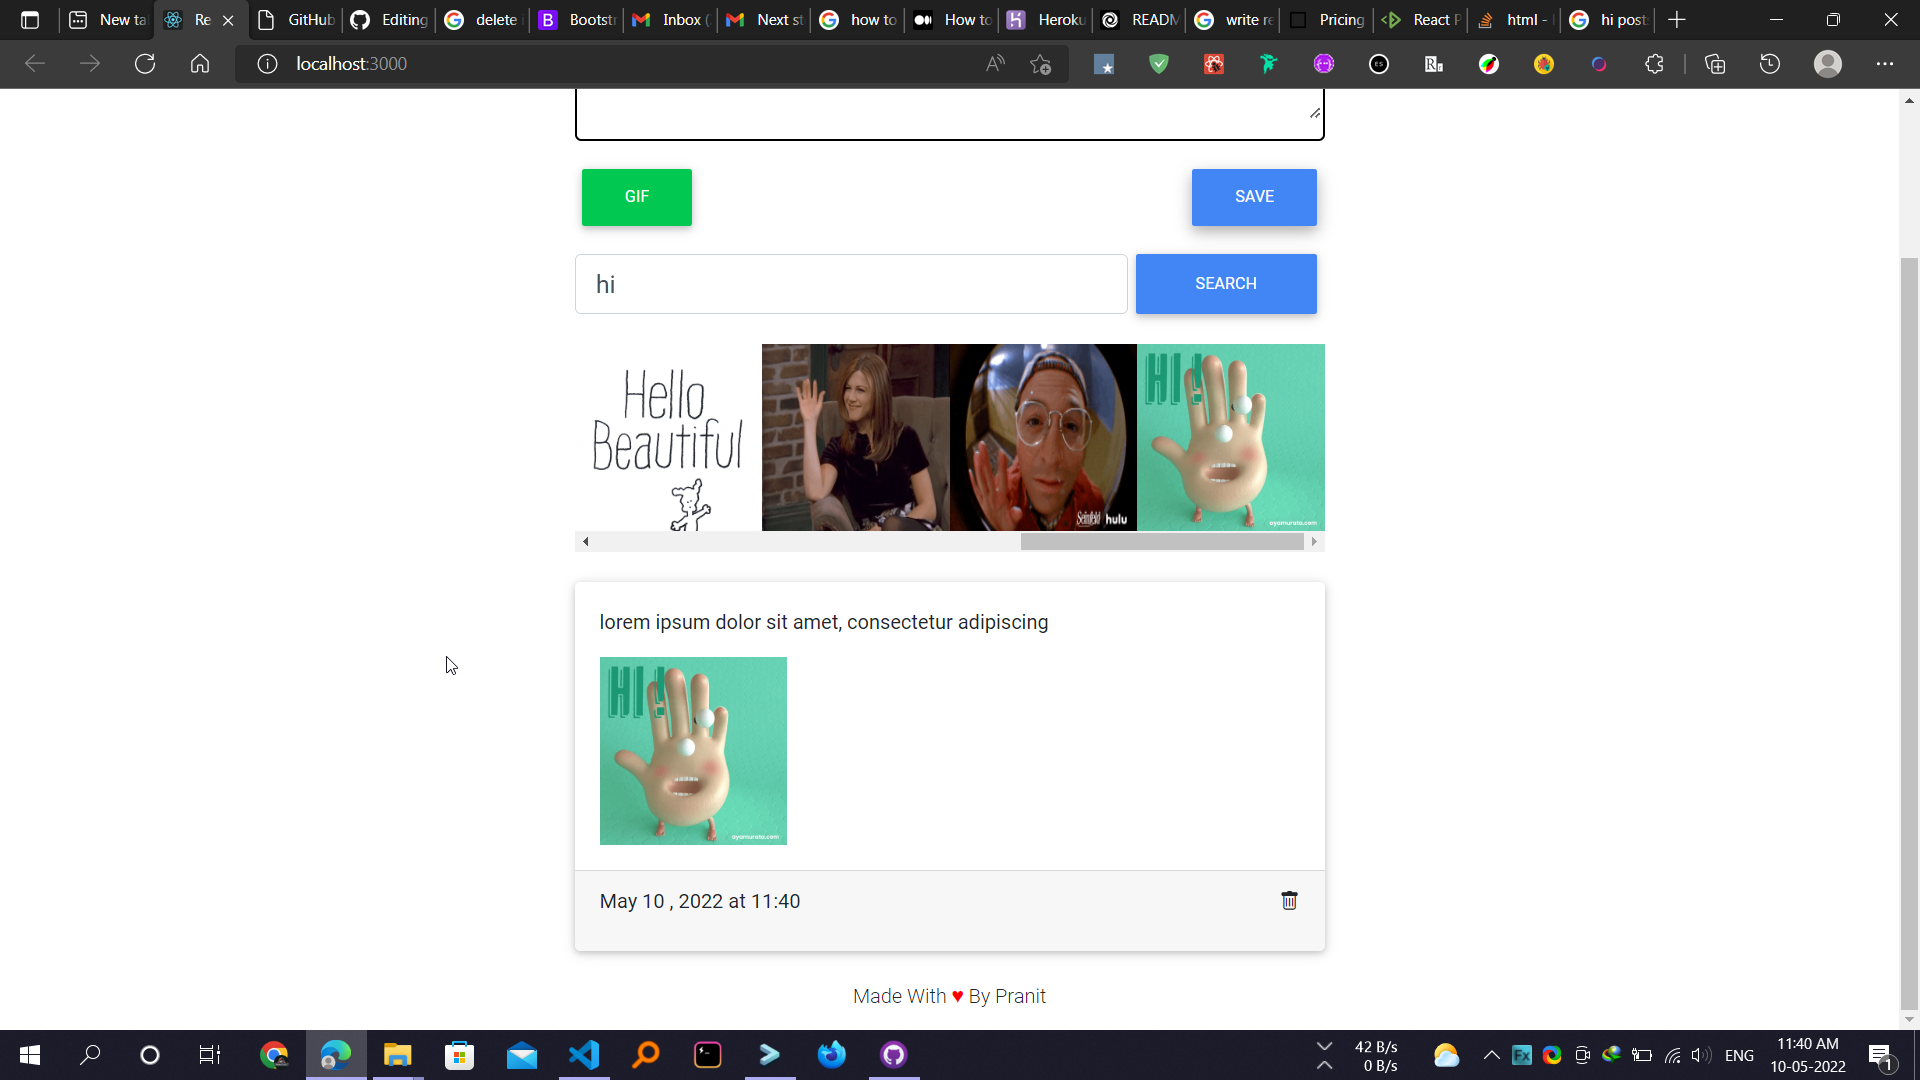 New ta
Re
GitHub
Editing
delete
Bootstr
Inbox (
Next st
how to
How to
Heroku
READM
write re
Pricing
React P
html -
hi post
localhost:3000
GIF
SAVE
hi
SEARCH
Hello
Beautiful
Seinfeld hulu
HI!
ayamurata.com
lorem ipsum dolor sit amet, consectetur adipiscing
HI!
ayamurata.com
May 10 , 2022 at 11:40
Made With ♥ By Pranit
42 B/s
0 B/s
ENG
11:40 AM
10-05-2022
1